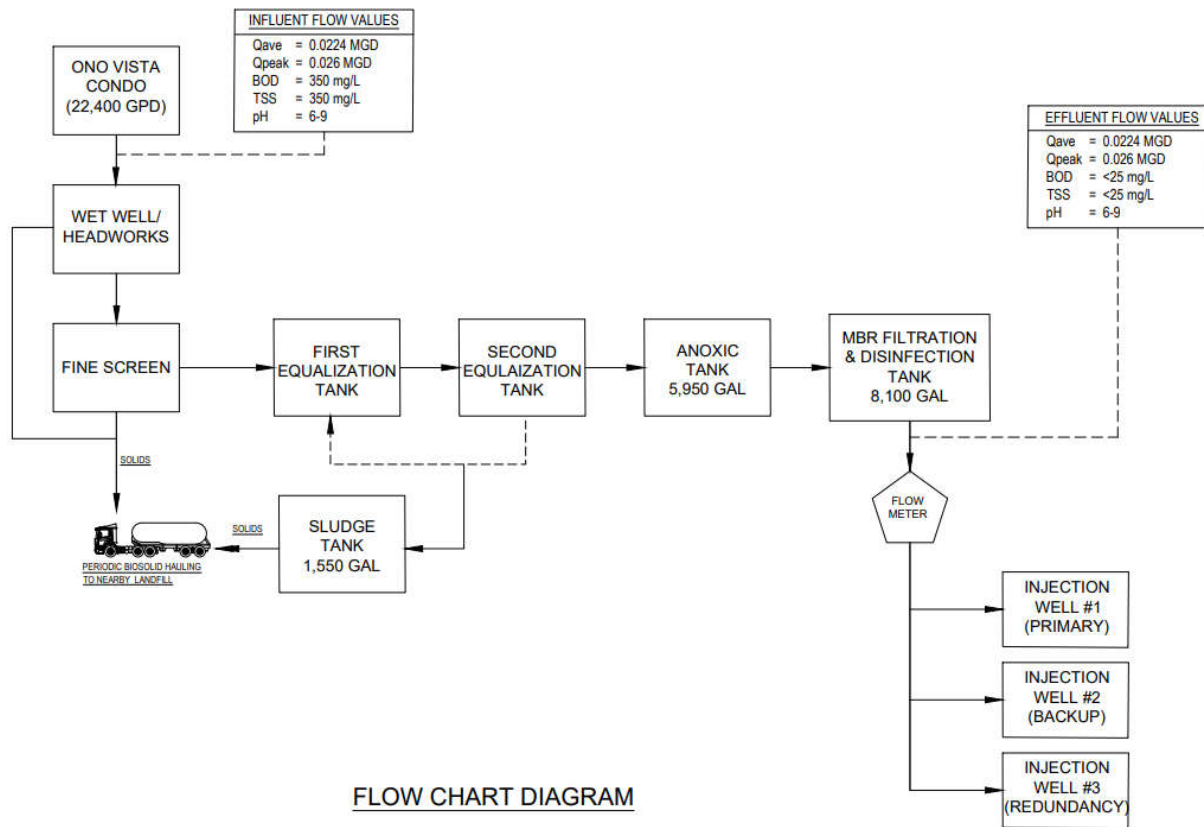 INFLUENT FLOW VALUES
Qave = 0.0224 MGD
Qpeak = 0.026 MGD
BOD = 350 mg/L
TSS = 350 mg/L
pH = 6-9
ONO VISTA
CONDO
(22,400 GPD)
EFFLUENT FLOW VALUES
Qave = 0.0224 MGD
Qpeak = 0.026 MGD
BOD = <25 mg/L
TSS = <25 mg/L
pH = 6-9
WET WELL/
HEADWORKS
FINE SCREEN
FIRST
EQUALIZATION
TANK
SECOND
EQULAIZATION
TANK
ANOXIC
TANK
5,950 GAL
MBR FILTRATION
& DISINFECTION
TANK
8,100 GAL
SOLIDS
FLOW
METER
SOLIDS
SLUDGE
TANK
1,550 GAL
PERIODIC BIOSOLID HAULING
TO NEARBY LANDFILL
INJECTION
WELL #1
(PRIMARY)
INJECTION
WELL #2
(BACKUP)
INJECTION
WELL #3
(REDUNDANCY)
FLOW CHART DIAGRAM